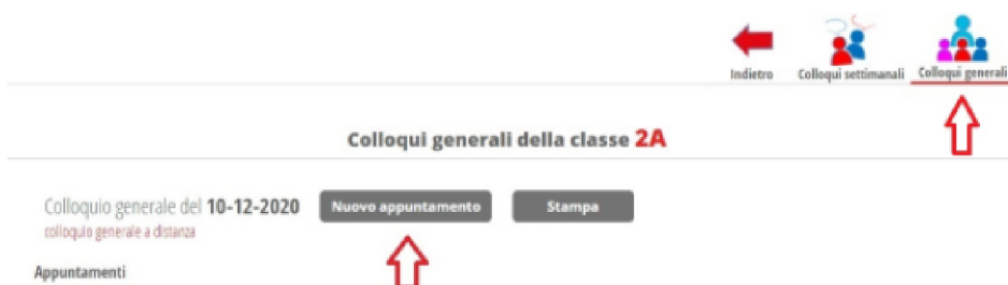 Indietro Colloqui settimanali Colloqui generali
Colloqui generali della classe 2A
Colloquio generale del 10-12-2020 Nuovo appuntamento Stampa
colloquio generale a distanza
Appuntamenti